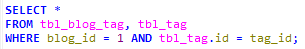 SELECT *
FROM tbl_blog_tag, tbl_tag
WHERE blog_id = 1 AND tbl_tag.id = tag_id;